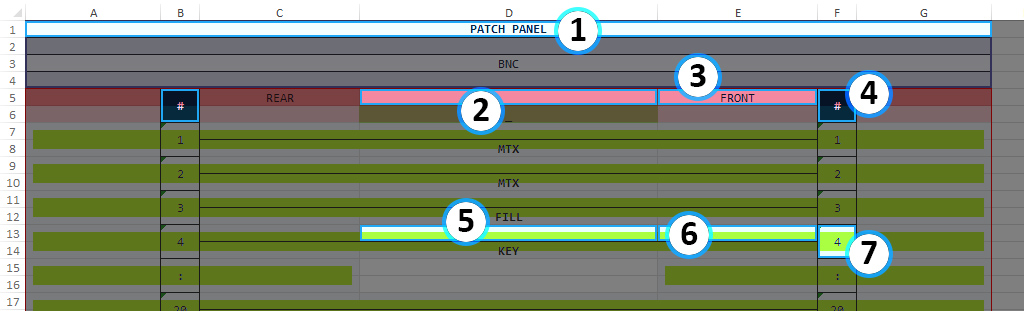 A B C D E F G
1 PATCH PANEL 1
2
3 BNC
4 3
5 # REAR FRONT # 4
6 2 _
7 1 1
8 MTX
9 2 2
10 MTX
11 3 3
12 5 FILL
13 4 6 4
14 KEY 7
15 : :
16
17 20 20